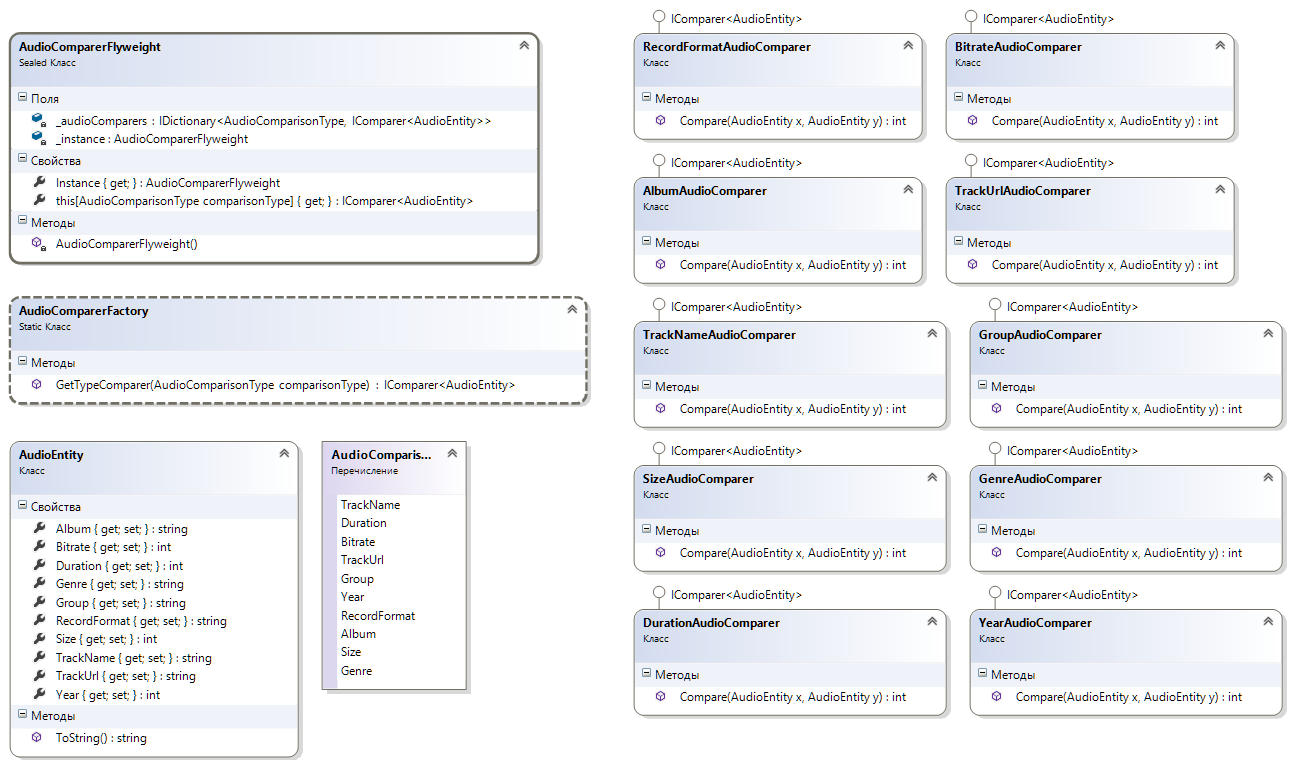 AudioComparerFlyweight
Sealed Класс
Поля
_audioComparers : IDictionary<AudioComparisonType, IComparer<AudioEntity>>
_instance : AudioComparerFlyweight
Свойства
Instance { get; } : AudioComparerFlyweight
this[AudioComparisonType comparisonType] { get; } : IComparer<AudioEntity>
Методы
AudioComparerFlyweight()
AudioComparerFactory
Static Класс
Методы
GetTypeComparer(AudioComparisonType comparisonType) : IComparer<AudioEntity>
AudioEntity
Класс
Свойства
Album { get; set; } : string
Bitrate { get; set; } : int
Duration { get; set; } : int
Genre { get; set; } : string
Group { get; set; } : string
RecordFormat { get; set; } : string
Size { get; set; } : int
TrackName { get; set; } : string
TrackUrl { get; set; } : string
Year { get; set; } : int
Методы
ToString() : string
AudioComparis...
Перечисление
TrackName
Duration
Bitrate
TrackUrl
Group
Year
RecordFormat
Album
Size
Genre
IComparer<AudioEntity>
RecordFormatAudioComparer
Класс
Методы
Compare(AudioEntity x, AudioEntity y) : int
IComparer<AudioEntity>
BitrateAudioComparer
Класс
Методы
Compare(AudioEntity x, AudioEntity y) : int
IComparer<AudioEntity>
AlbumAudioComparer
Класс
Методы
Compare(AudioEntity x, AudioEntity y) : int
IComparer<AudioEntity>
TrackUrlAudioComparer
Класс
Методы
Compare(AudioEntity x, AudioEntity y) : int
IComparer<AudioEntity>
TrackNameAudioComparer
Класс
Методы
Compare(AudioEntity x, AudioEntity y) : int
IComparer<AudioEntity>
GroupAudioComparer
Класс
Методы
Compare(AudioEntity x, AudioEntity y) : int
IComparer<AudioEntity>
SizeAudioComparer
Класс
Методы
Compare(AudioEntity x, AudioEntity y) : int
IComparer<AudioEntity>
GenreAudioComparer
Класс
Методы
Compare(AudioEntity x, AudioEntity y) : int
IComparer<AudioEntity>
DurationAudioComparer
Класс
Методы
Compare(AudioEntity x, AudioEntity y) : int
IComparer<AudioEntity>
YearAudioComparer
Класс
Методы
Compare(AudioEntity x, AudioEntity y) : int